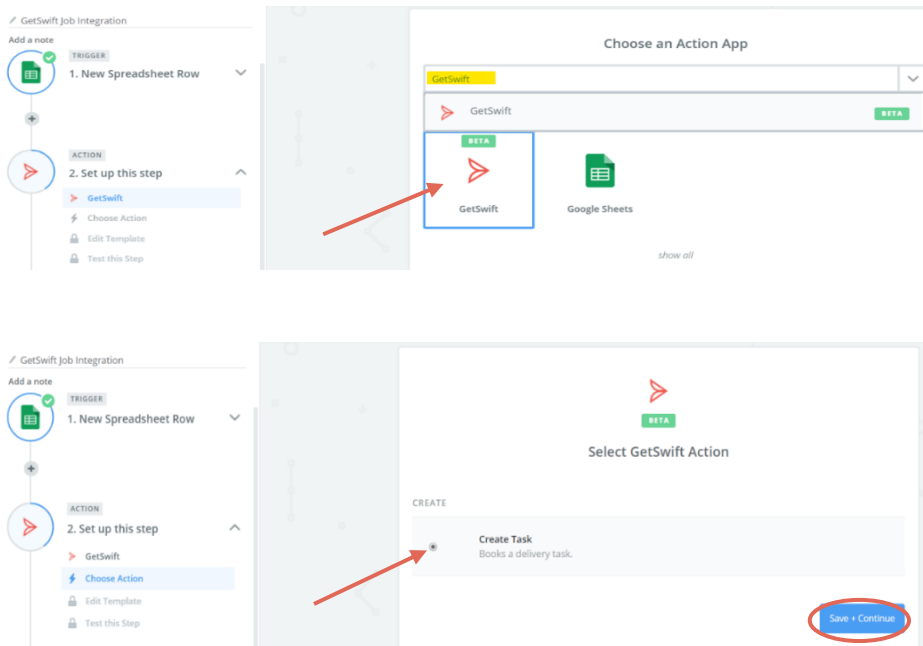 GetSwift Job Integration
Add a note
TRIGGER
1. New Spreadsheet Row
ACTION
2. Set up this step
GetSwift
Choose Action
Edit Template
Test this Step
Choose an Action App
GetSwift
GetSwift
BETA
BETA
GetSwift
Google Sheets
show all
GetSwift Job Integration
Add a note
TRIGGER
1. New Spreadsheet Row
ACTION
2. Set up this step
GetSwift
Choose Action
Edit Template
Test this Step
BETA
Select GetSwift Action
CREATE
Create Task
Books a delivery task.
Save + Continue